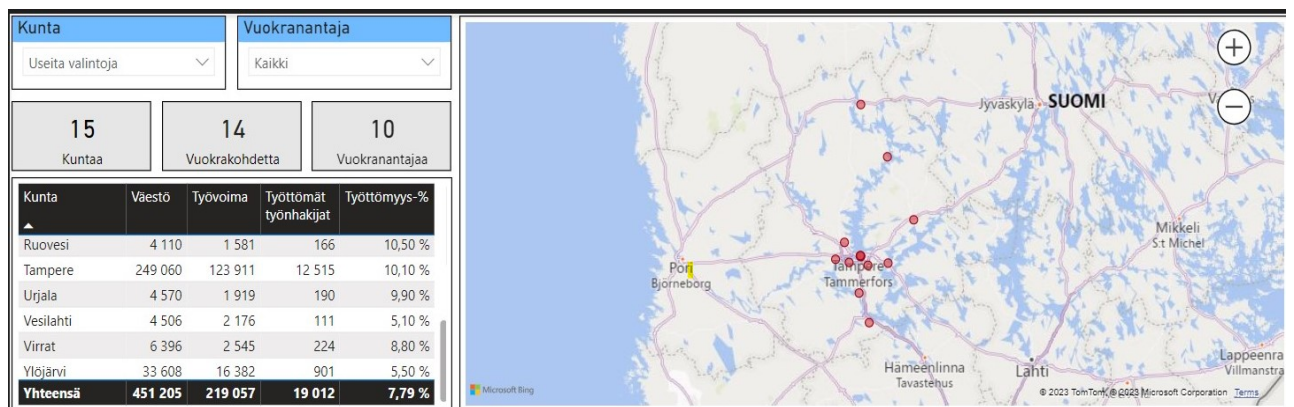 Kunta
Useita valintoja
Vuokranantaja
Kaikki
15
Kuntaa
14
Vuokrakohdetta
10
Vuokranantajaa
Kunta Väestö Työvoima Työttömät työnhakijat Työttömyys-%
Ruovesi 4 110 1 581 166 10,50 %
Tampere 249 060 123 911 12 515 10,10 %
Urjala 4 570 1 919 190 9,90 %
Vesilahti 4 506 2 176 111 5,10 %
Virrat 6 396 2 545 224 8,80 %
Ylöjärvi 33 608 16 382 901 5,50 %
Yhteensä 451 205 219 057 19 012 7,79 %
Jyväskylä
SUOMI
Mikkeli
S:t Michel
Pori
Björneborg
Tampere
Tammerfors
Hämeenlinna
Tavastehus
Lahti
Lappeenra
Villmanstra
Microsoft Bing
© 2023 TomTom, © 2023 Microsoft Corporation Terms